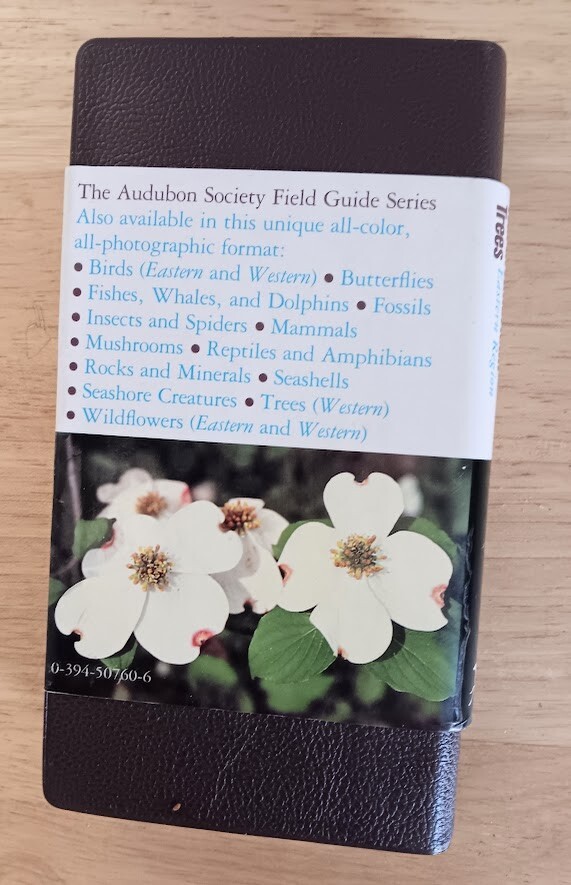 The Audubon Society Field Guide Series
Also available in this unique all-color,
all-photographic format:
• Birds (Eastern and Western) • Butterflies
• Fishes, Whales, and Dolphins • Fossils
• Insects and Spiders • Mammals
• Mushrooms • Reptiles and Amphibians
• Rocks and Minerals • Seashells
• Seashore Creatures • Trees (Western)
• Wildflowers (Eastern and Western)
0-394-50760-6
Trees
Eastern Region